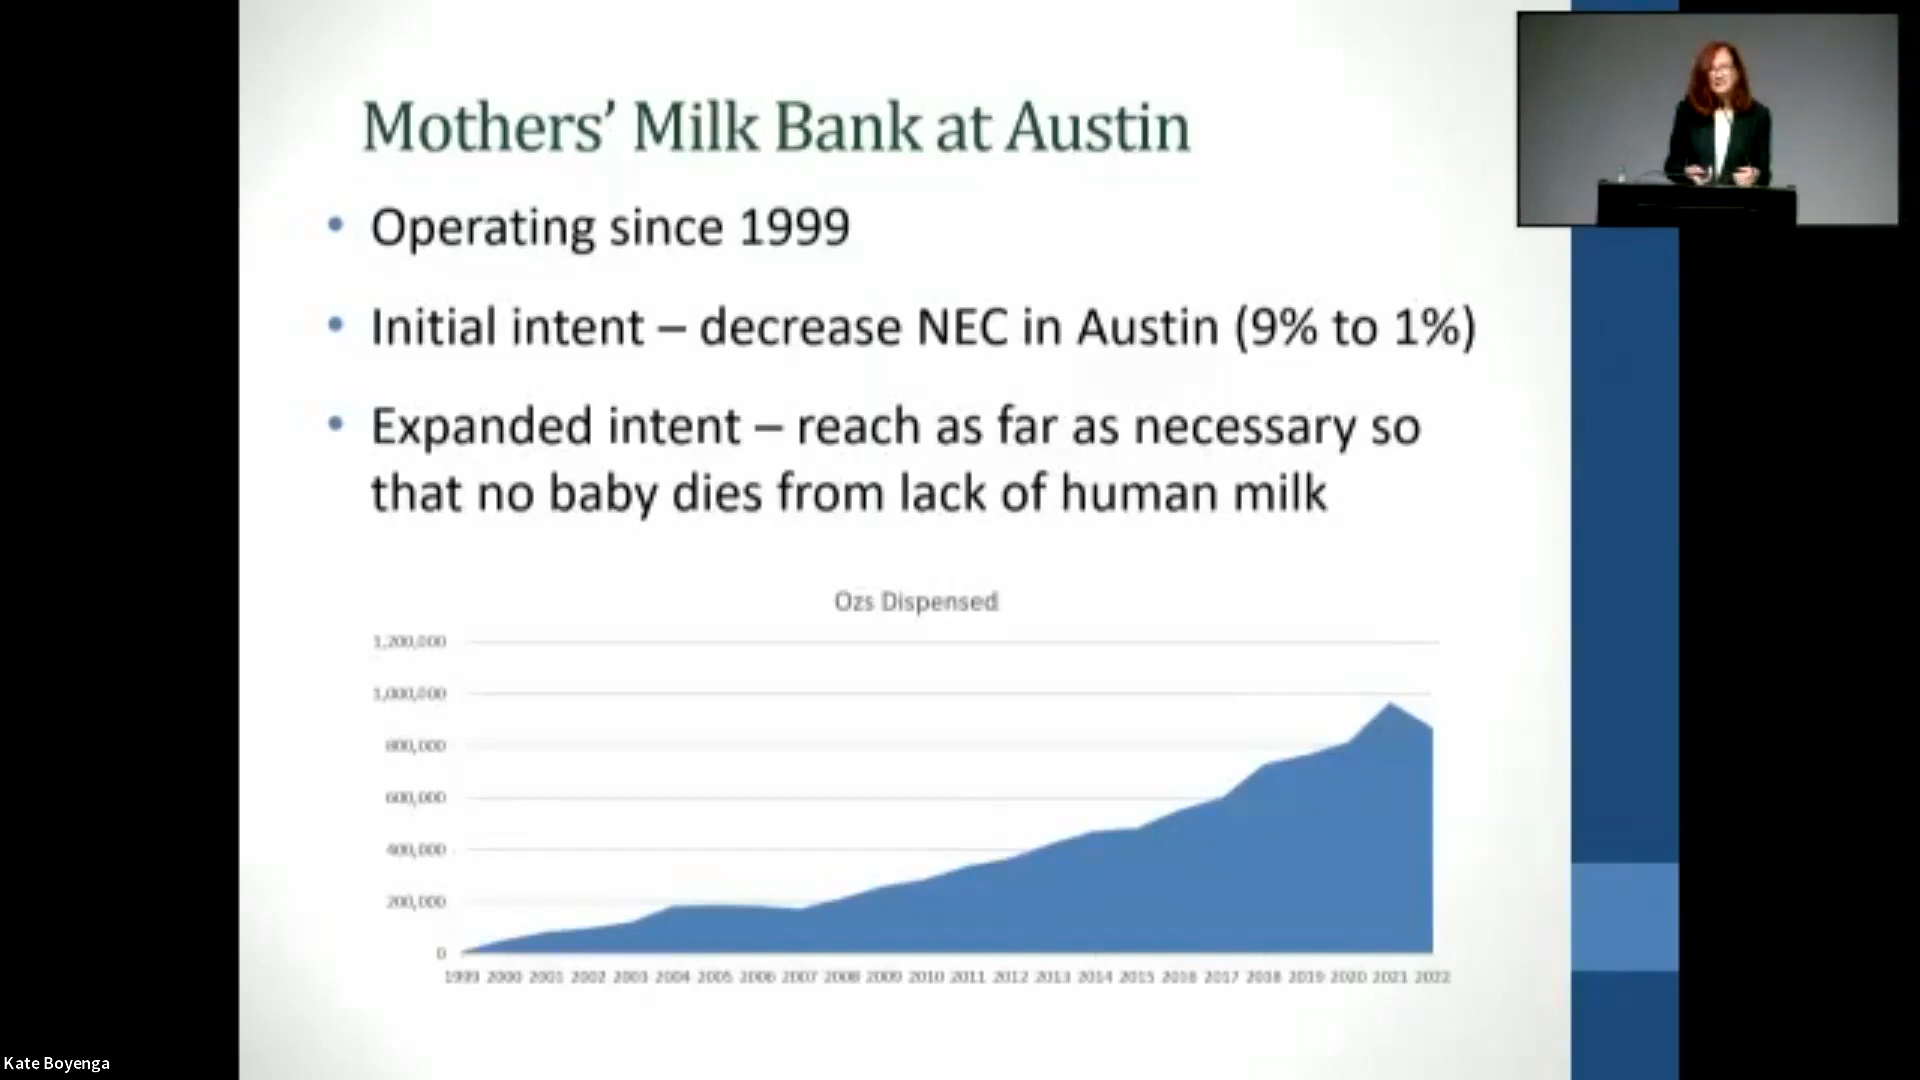 Mothers’ Milk Bank at Austin
• Operating since 1999
• Initial intent – decrease NEC in Austin (9% to 1%)
• Expanded intent – reach as far as necessary so
that no baby dies from lack of human milk
Ozs Dispensed
1,200,000
1,000,000
800,000
600,000
400,000
200,000
0
1999 2000 2001 2002 2003 2004 2005 2006 2007 2008 2009 2010 2011 2012 2013 2014 2015 2016 2017 2018 2019 2020 2021 2022
Kate Boyenga